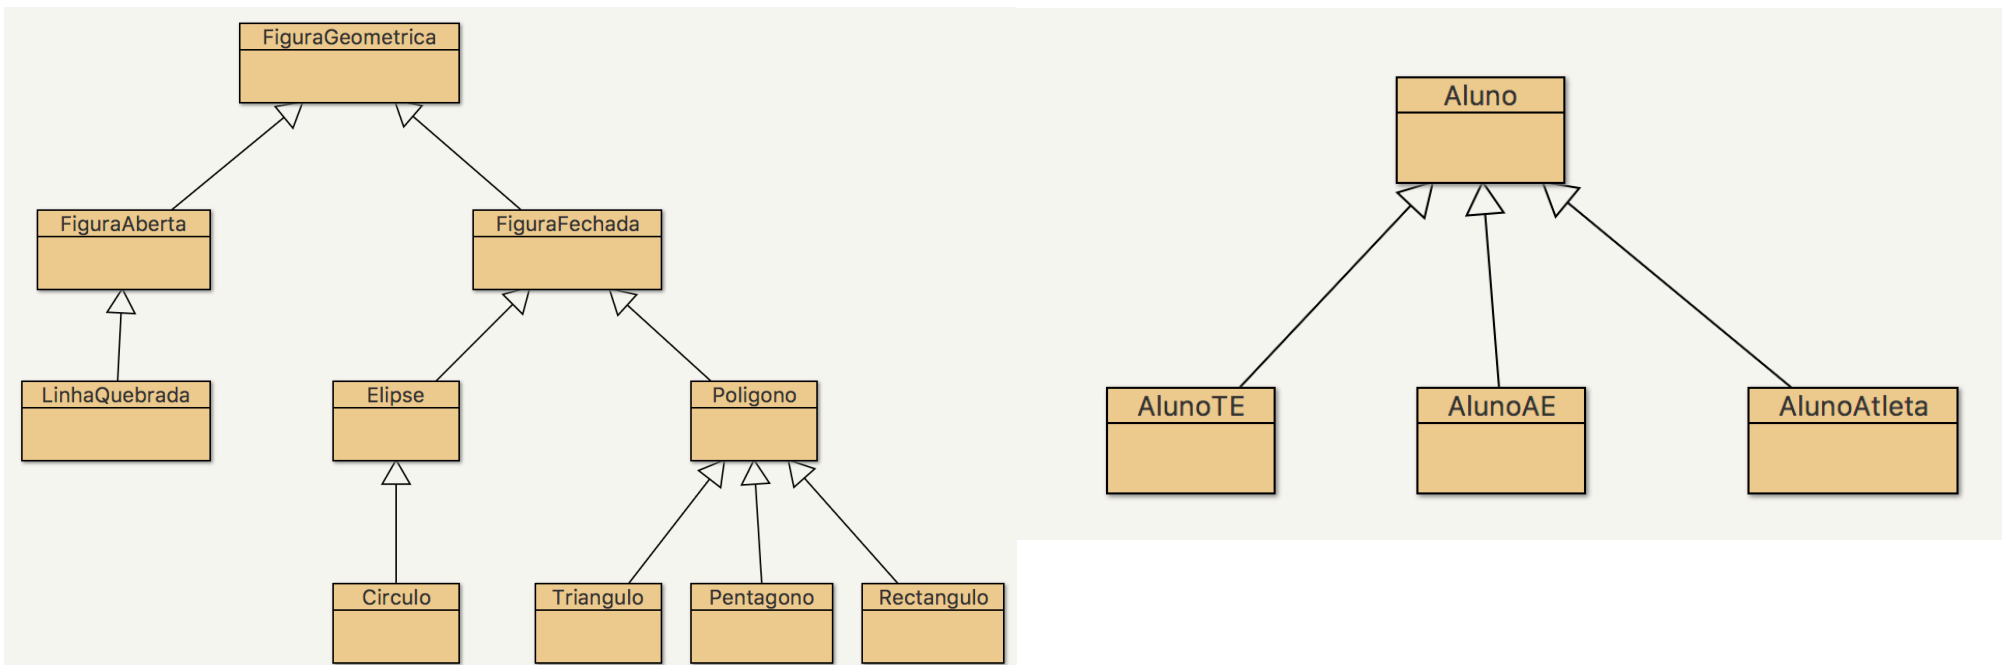 FiguraGeometrica
FiguraAberta
FiguraFechada
LinhaQuebrada
Elipse
Poligono
Circulo
Triangulo
Pentagono
Rectangulo
Aluno
AlunoTE
AlunoAE
AlunoAtleta